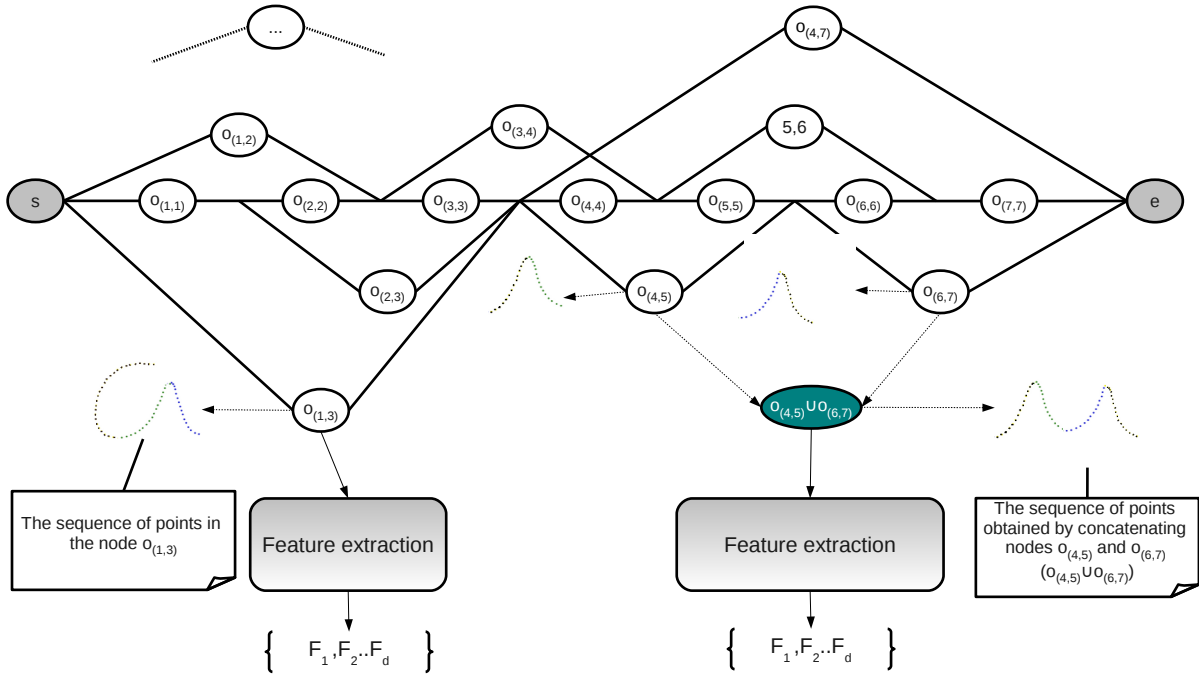 ...
o(4,7)
o(1,2)
o(3,4)
5,6
s
o(1,1)
o(2,2)
o(3,3)
o(4,4)
o(5,5)
o(6,6)
o(7,7)
e
o(2,3)
o(4,5)
o(6,7)
o(1,3)
o(4,5)∪o(6,7)
The sequence of points in
the node o(1,3)
Feature extraction
Feature extraction
The sequence of points
obtained by concatenating
nodes o(4,5) and o(6,7)
(o(4,5)∪o(6,7))
{ F1 ,F2..Fd }
{ F1 ,F2..Fd }